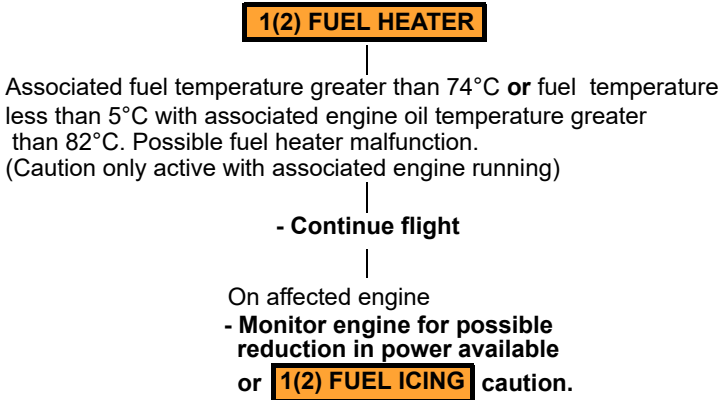 1(2) FUEL HEATER
Associated fuel temperature greater than 74°C or fuel temperature
less than 5°C with associated engine oil temperature greater
than 82°C. Possible fuel heater malfunction.
(Caution only active with associated engine running)
- Continue flight
On affected engine
- Monitor engine for possible
reduction in power available
or 1(2) FUEL ICING caution.